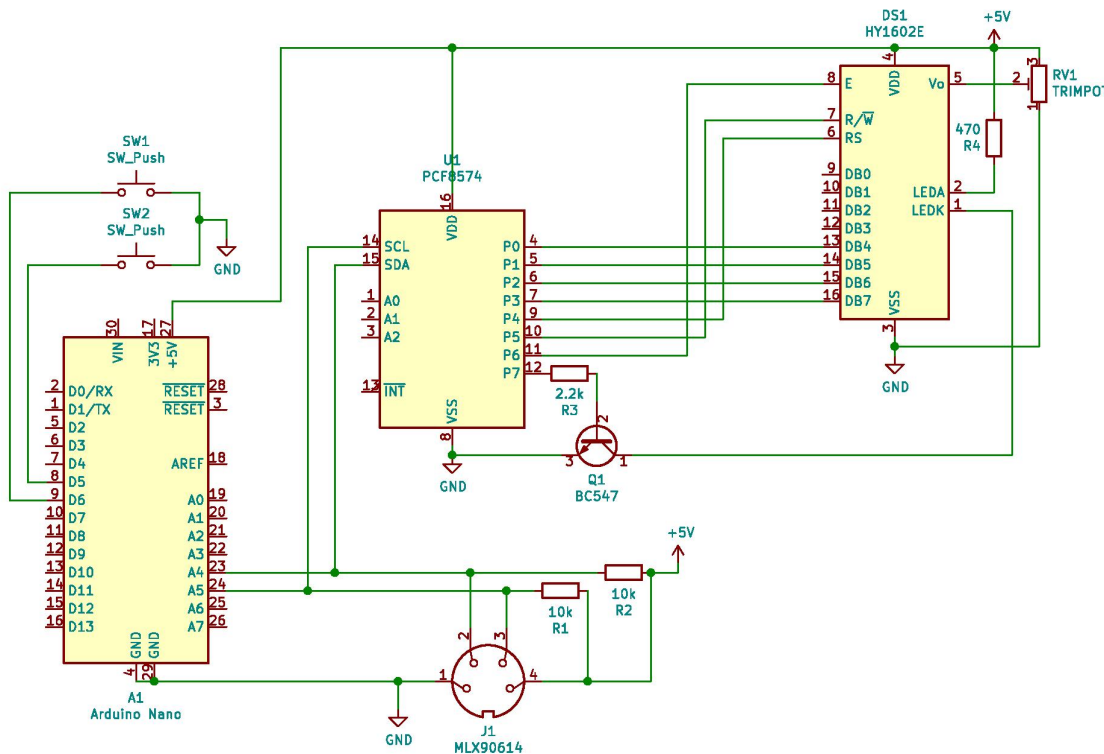 DS1
HY1602E
+5V
4
VDD
8 E
Vo 5
2
3
1
RV1
TRIMPOT
7 R/W
6 RS
470
R4
9 DB0
10 DB1
11 DB2
12 DB3
13 DB4
14 DB5
15 DB6
16 DB7
LEDA 2
LEDK 1
VSS
3
GND
SW1
SW_Push
SW2
SW_Push
GND
U1
PCF8574
16
VDD
14 SCL
15 SDA
1 A0
2 A1
3 A2
13 INT
P0 4
P1 5
P2 6
P3 7
P4 9
P5 10
P6 11
P7 12
VSS
8
GND
2.2k
R3
2
3
1
Q1
BC547
30
VIN
17
3V3
27
+5V
2 D0/RX
1 D1/TX
5 D2
6 D3
7 D4
8 D5
9 D6
10 D7
11 D8
12 D9
13 D10
14 D11
15 D12
16 D13
RESET 28
RESET 3
AREF 18
A0 19
A1 20
A2 21
A3 22
A4 23
A5 24
A6 25
A7 26
GND
4
GND
29
A1
Arduino Nano
+5V
10k
R2
10k
R1
2
3
1
4
GND
J1
MLX90614